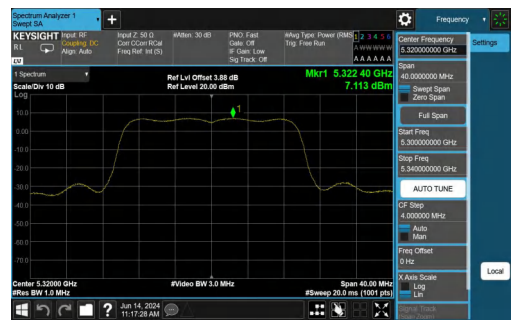 Spectrum Analyzer 1
Swept SA
Frequency
KEYSIGHT
R L
Input: RF
Coupling: DC
Align: Auto
Input Z: 50 Ω
Corr CCorr RCal
Freq Ref: Int (S)
#Atten: 30 dB
PNO: Fast
Gate: Off
IF Gain: Low
Sig Track: Off
#Avg Type: Power (RMS)
Trig: Free Run
1 2 3 4 5 6
A W W W W W
A A A A A A
1 Spectrum
Scale/Div 10 dB
Log
Ref Lvl Offset 3.88 dB
Ref Level 20.00 dBm
Mkr1 5.322 40 GHz
7.113 dBm
1
10.0
0.00
-10.0
-20.0
-30.0
-40.0
-50.0
-60.0
-70.0
Center 5.32000 GHz
#Res BW 1.0 MHz
#Video BW 3.0 MHz
Span 40.00 MHz
#Sweep 20.0 ms (1001 pts)
Center Frequency
5.320000000 GHz
Settings
Span
40.0000000 MHz
Swept Span
Zero Span
Full Span
Start Freq
5.300000000 GHz
Stop Freq
5.340000000 GHz
AUTO TUNE
CF Step
4.000000 MHz
Auto
Man
Freq Offset
0 Hz
X Axis Scale
Log
Lin
Local
Signal Track
Jun 14, 2024
11:17:28 AM